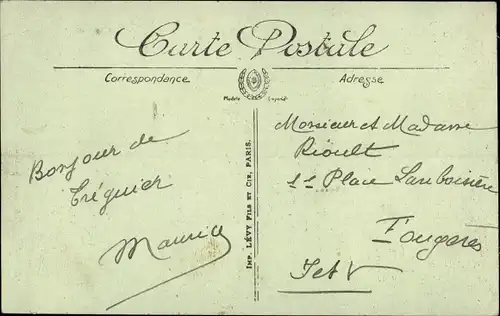 Carte Postale
Correspondance
Adresse
Modèle Déposé
Bonjour de
Tréguier
Maurice
IMP. LÉVY FILS ET CIE, PARIS.
Monsieur et Madame
Rioult
Place Lariboisière
Fougères
I et V